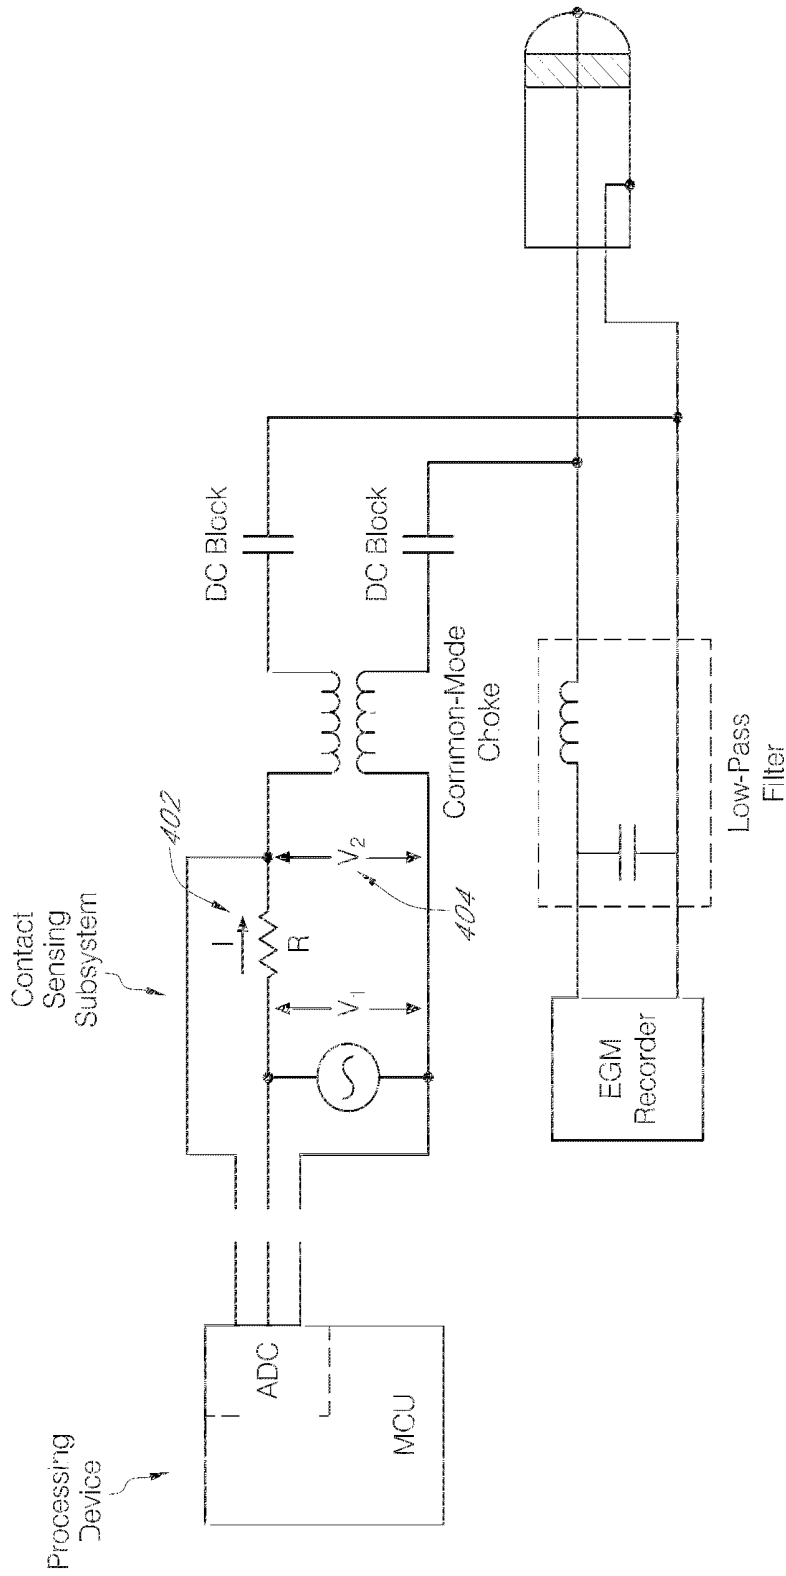 Processing
Device
ADC
MCU
Contact
Sensing
Subsystem
402
I
R
V1
V2
404
Common-Mode
Choke
DC Block
DC Block
EGM
Recorder
Low-Pass
Filter